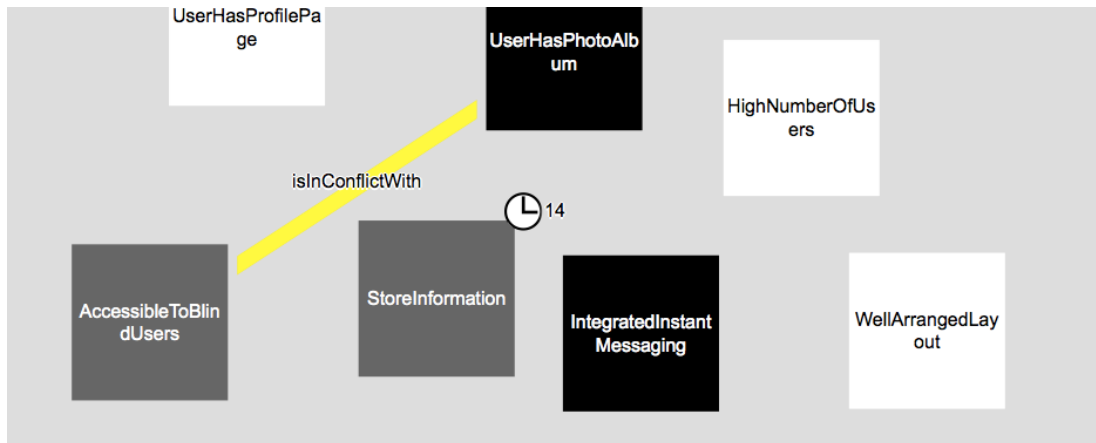 UserHasProfilePa
ge
UserHasPhotoAlb
um
HighNumberOfUs
ers
isInConflictWith
14
AccessibleToBlin
dUsers
StoreInformation
IntegratedInstant
Messaging
WellArrangedLay
out